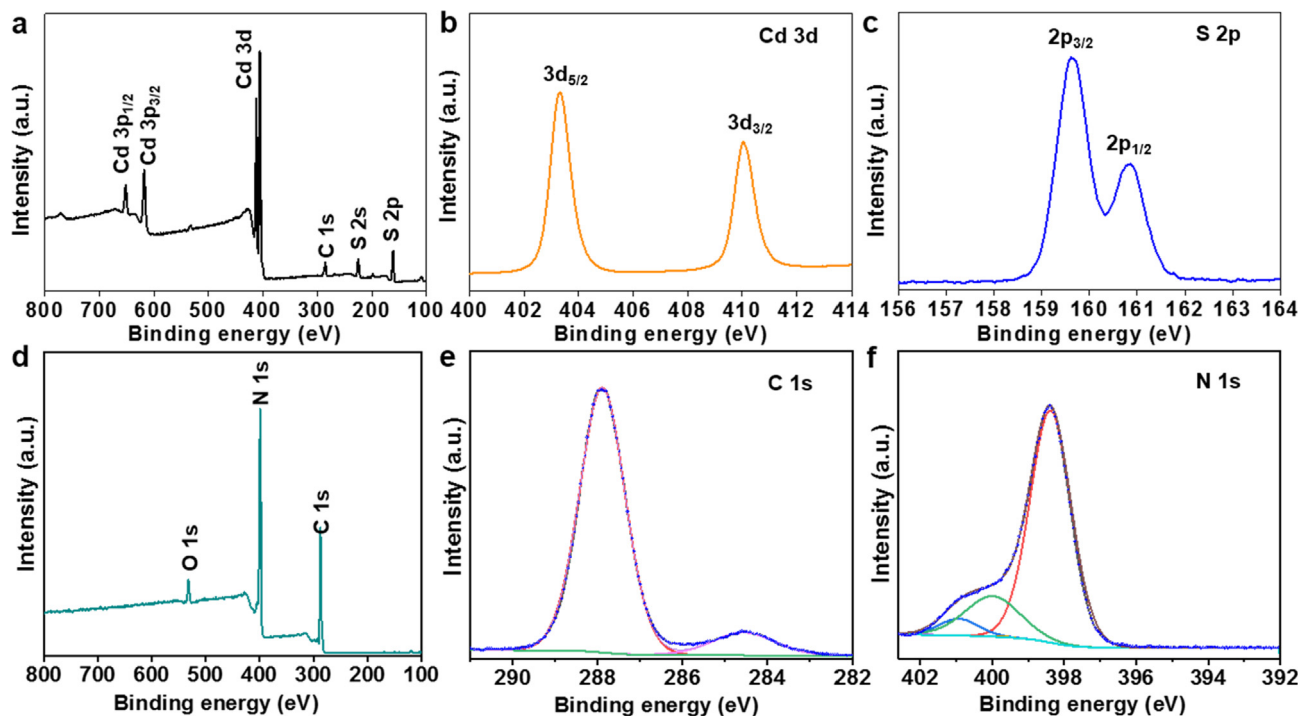 a
Intensity (a.u.)
Cd 3p1/2
Cd 3p3/2
Cd 3d
C 1s
S 2s
S 2p
800 700 600 500 400 300 200 100
Binding energy (eV)
b
Cd 3d
Intensity (a.u.)
3d5/2
3d3/2
400 402 404 406 408 410 412 414
Binding energy (eV)
c
S 2p
Intensity (a.u.)
2p3/2
2p1/2
156 157 158 159 160 161 162 163 164
Binding energy (eV)
d
Intensity (a.u.)
O 1s
N 1s
C 1s
800 700 600 500 400 300 200 100
Binding energy (eV)
e
C 1s
Intensity (a.u.)
290 288 286 284 282
Binding energy (eV)
f
N 1s
Intensity (a.u.)
402 400 398 396 394 392
Binding energy (eV)